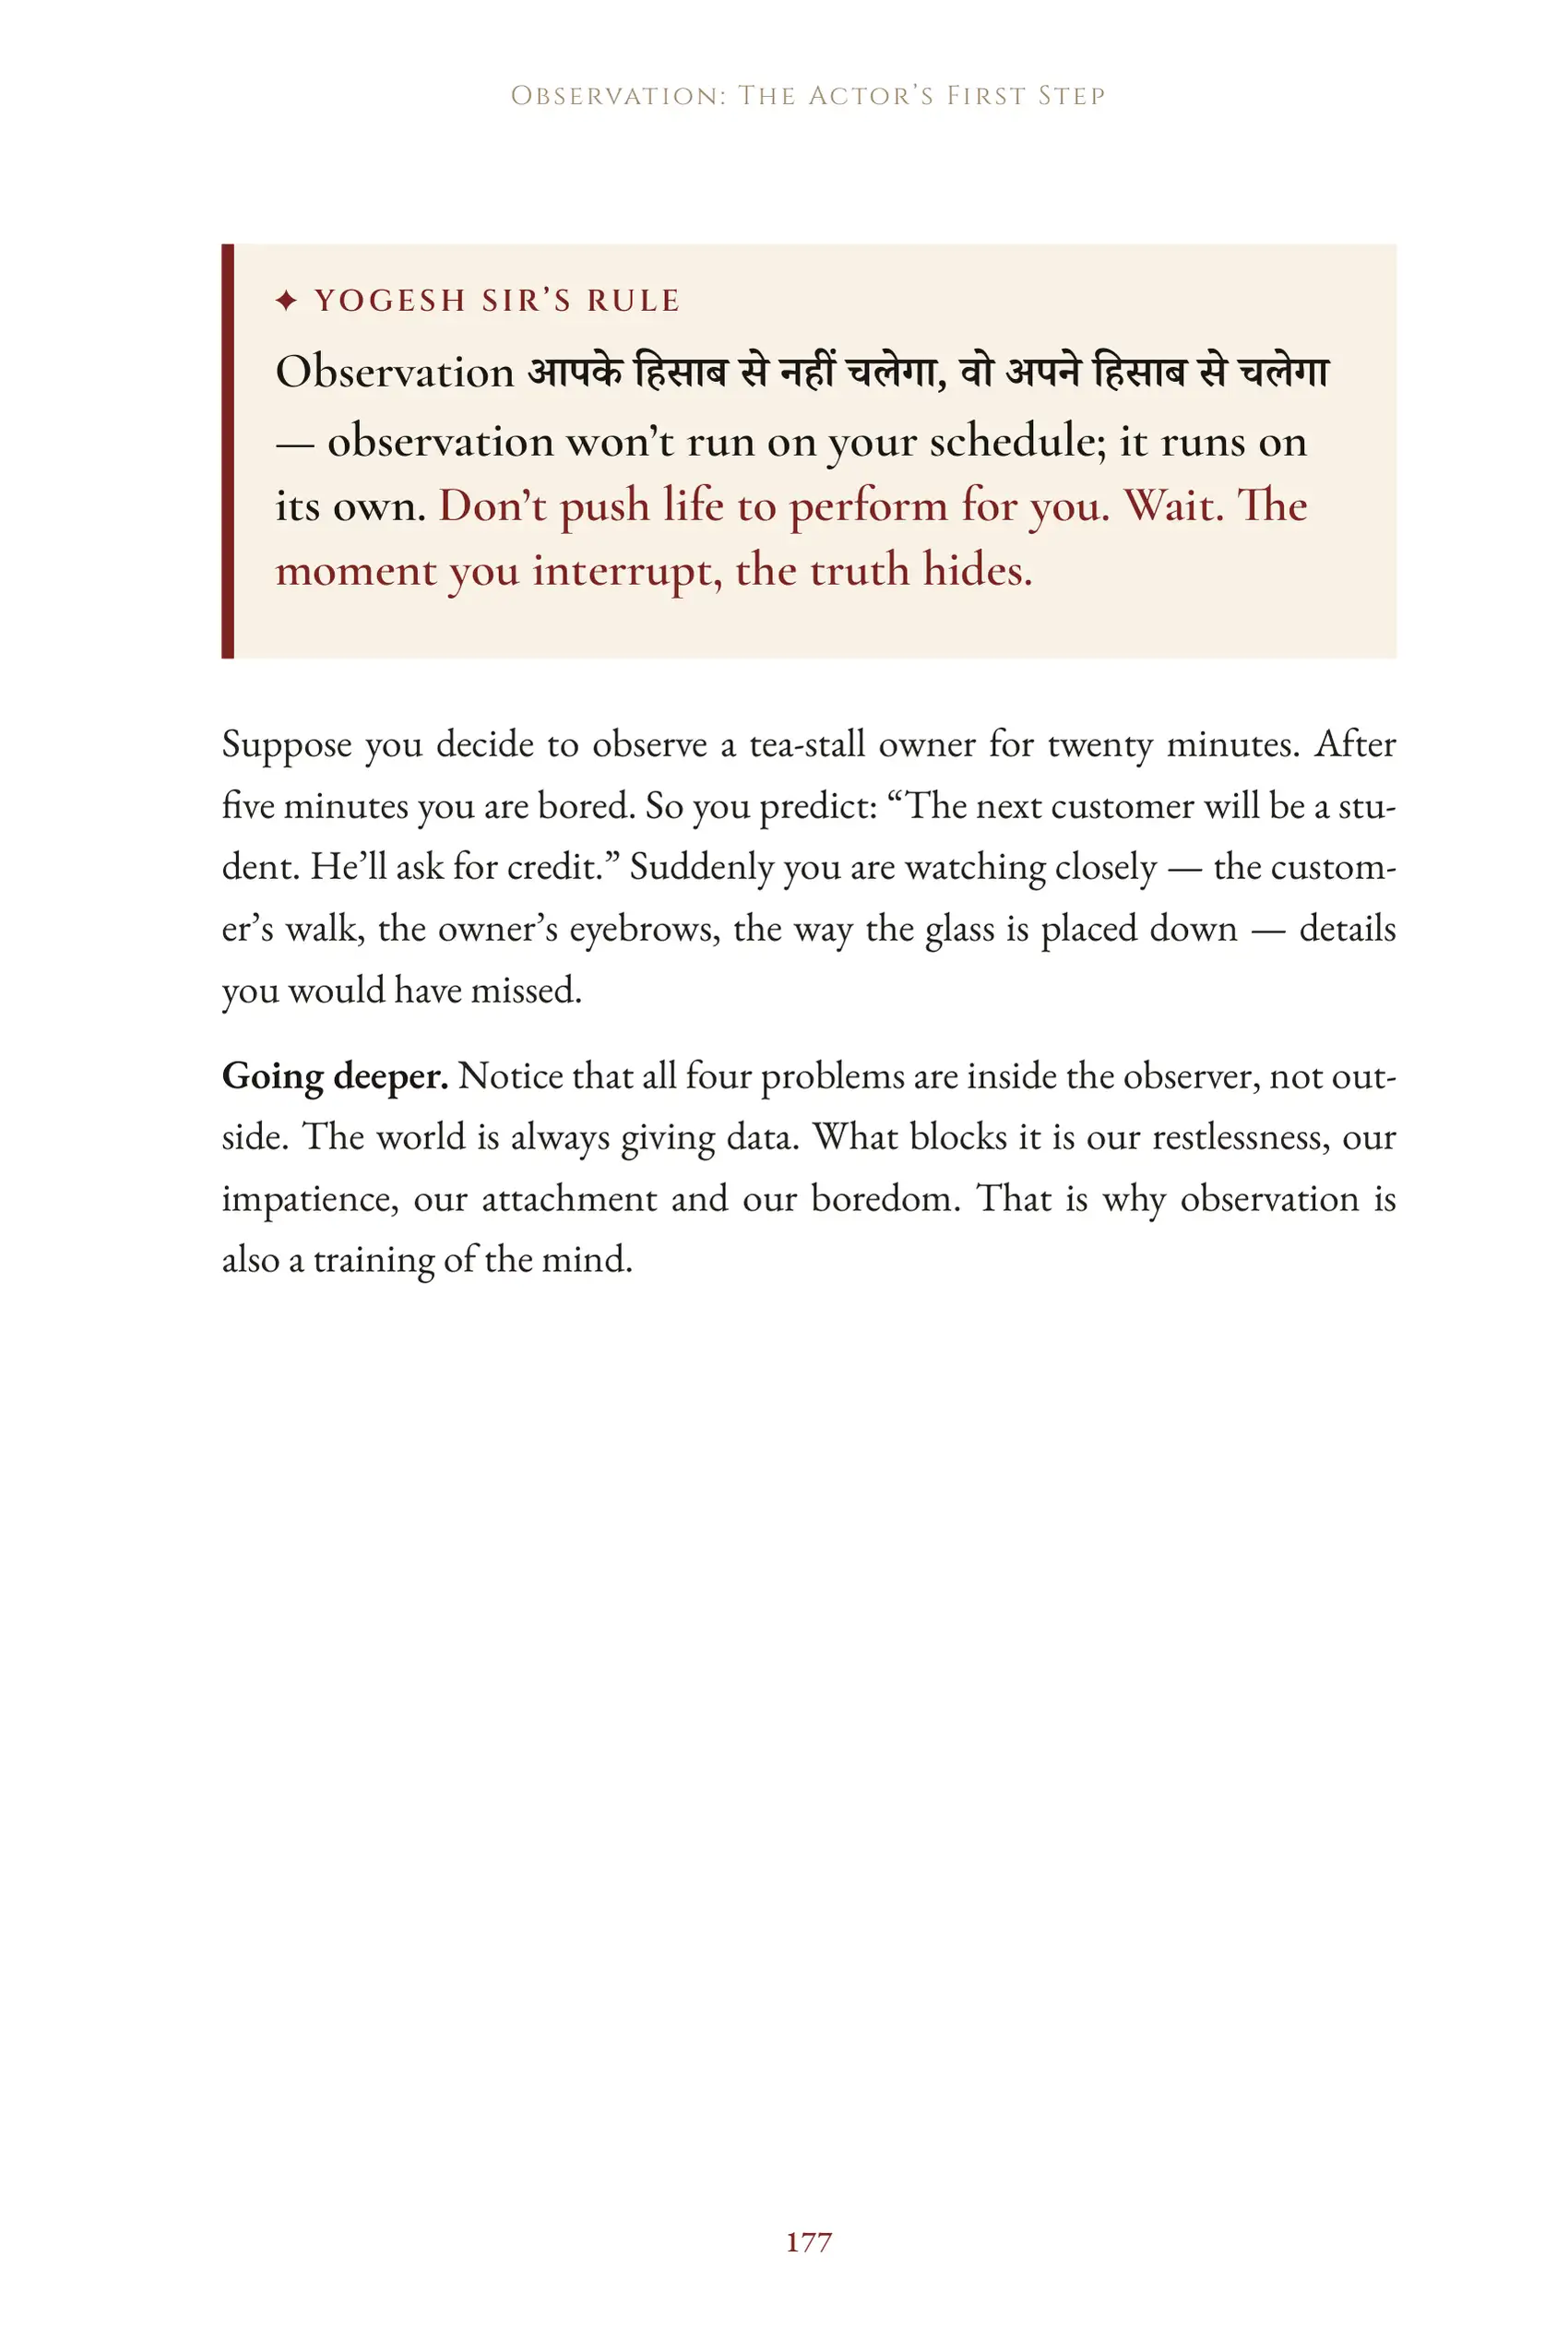 Observation: The Actor’s First Step
✦ YOGESH SIR’S RULE
Observation आपके हिसाब से नहीं चलेगा, वो अपने हिसाब से चलेगा
— observation won’t run on your schedule; it runs on
its own. Don’t push life to perform for you. Wait. The
moment you interrupt, the truth hides.
Suppose you decide to observe a tea-stall owner for twenty minutes. After
five minutes you are bored. So you predict: “The next customer will be a stu-
dent. He’ll ask for credit.” Suddenly you are watching closely — the custom-
er’s walk, the owner’s eyebrows, the way the glass is placed down — details
you would have missed.
Going deeper. Notice that all four problems are inside the observer, not out-
side. The world is always giving data. What blocks it is our restlessness, our
impatience, our attachment and our boredom. That is why observation is
also a training of the mind.
177